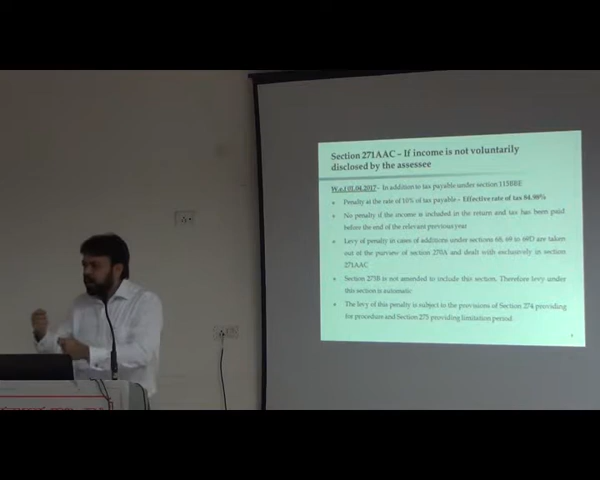 Section 271AAC – If income is not voluntarily
disclosed by the assessee
W.e.f 01.04.2017 - In addition to tax payable under section 115BBE
• Penalty at the rate of 10% of tax payable - Effective rate of tax 84.98%
• No penalty if the income is included in the return and tax has been paid
before the end of the relevant previous year
• Levy of penalty in cases of additions under sections 68, 69 to 69D are taken
out of the purview of section 270A and dealt with exclusively in section
271AAC
• Section 273B is not amended to include this section. Therefore levy under
this section is automatic
• The levy of this penalty is subject to the provisions of Section 274 providing
for procedure and Section 275 providing limitation period.